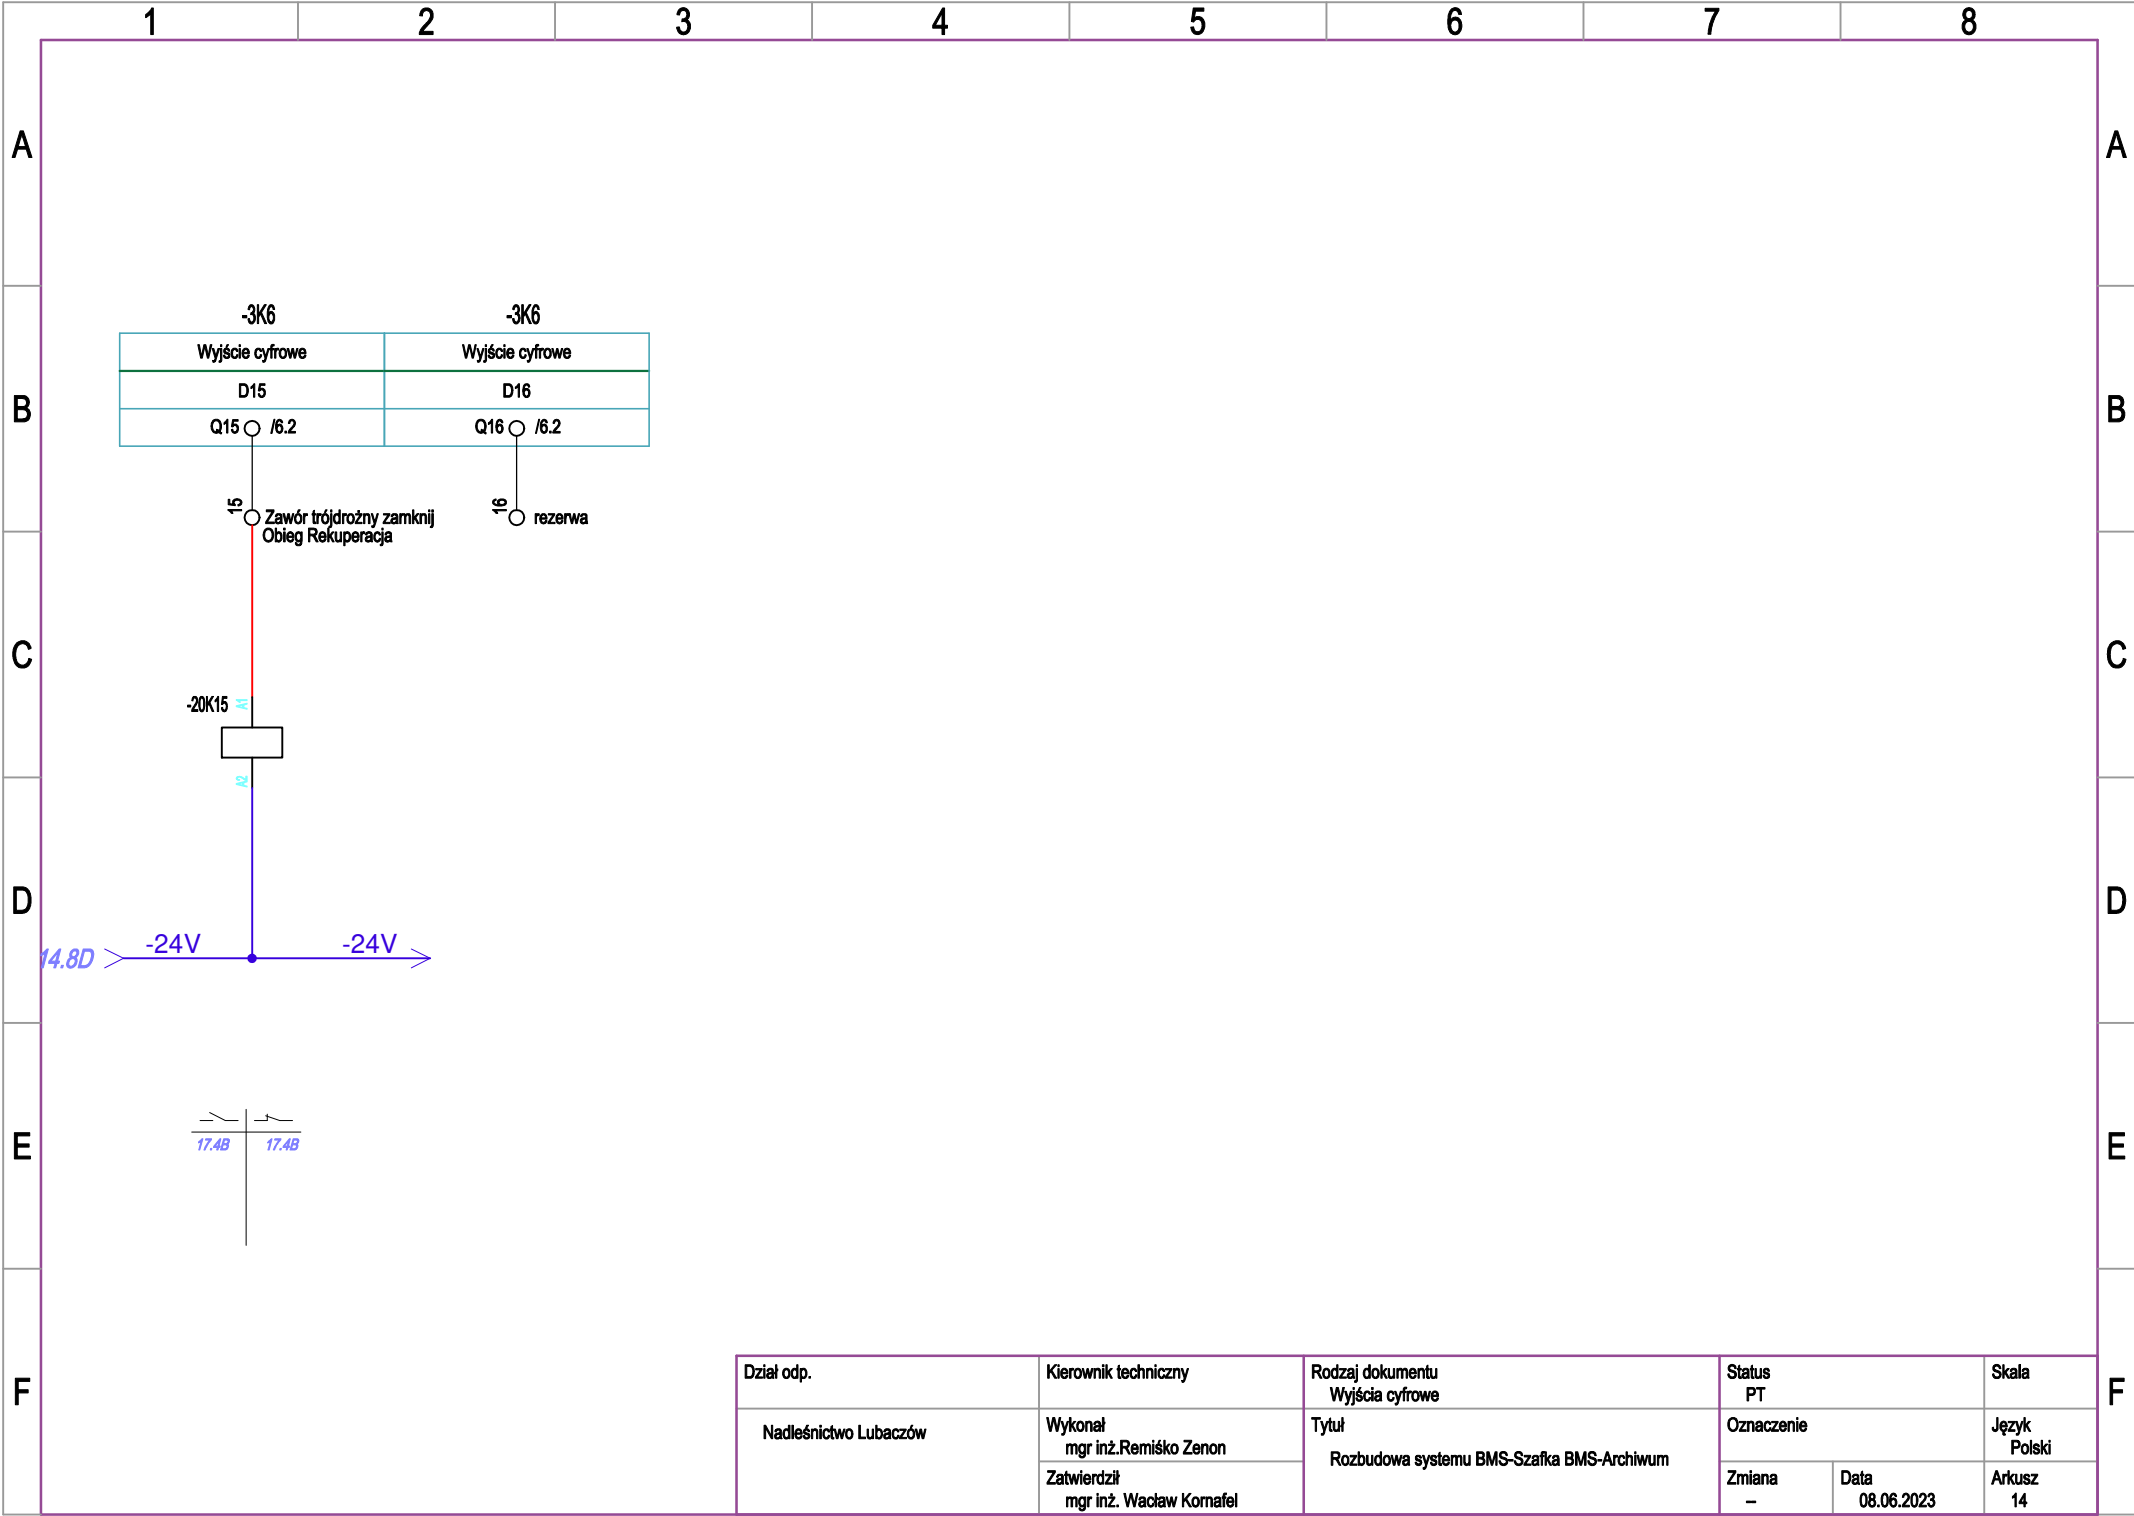 1 2 3 4 5 6 7 8
A A
-3K6 -3K6
Wyjście cyfrowe Wyjście cyfrowe
D15 D16
B B
Q15 /6.2 Q16 /6.2
15 16
Zawór trójdrożny zamknij rezerwa
Obieg Rekuperacja
C C
-20K15 A1
A2
D D
-24V -24V
14.8D
E E
17.4B 17.4B
F F
Dział odp.
Nadleśnictwo Lubaczów
Kierownik techniczny
Wykonał
mgr inż.Remiśko Zenon
Zatwierdził
mgr inż. Wacław Kornafel
Rodzaj dokumentu
Wyjścia cyfrowe
Tytuł
Rozbudowa systemu BMS-Szafka BMS-Archiwum
Status
PT
Skala
Oznaczenie
Język
Polski
Zmiana
–
Data
08.06.2023
Arkusz
14